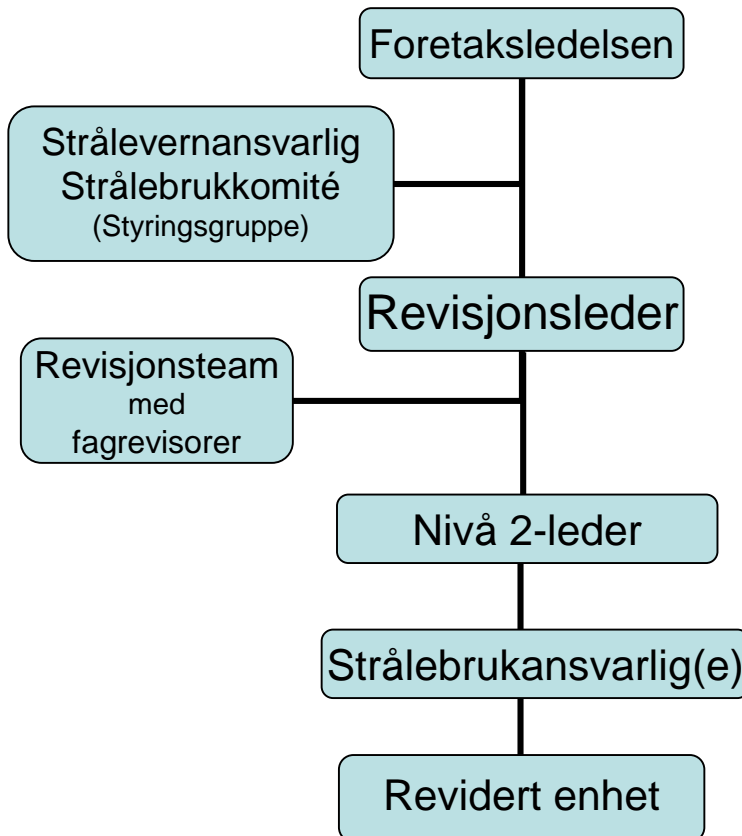 Foretaksledelsen
Strålevernansvarlig
Strålebrukkomité
(Styringsgruppe)
Revisjonsleder
Revisjonsteam
med
fagrevisorer
Nivå 2-leder
Strålebrukansvarlig(e)
Revidert enhet